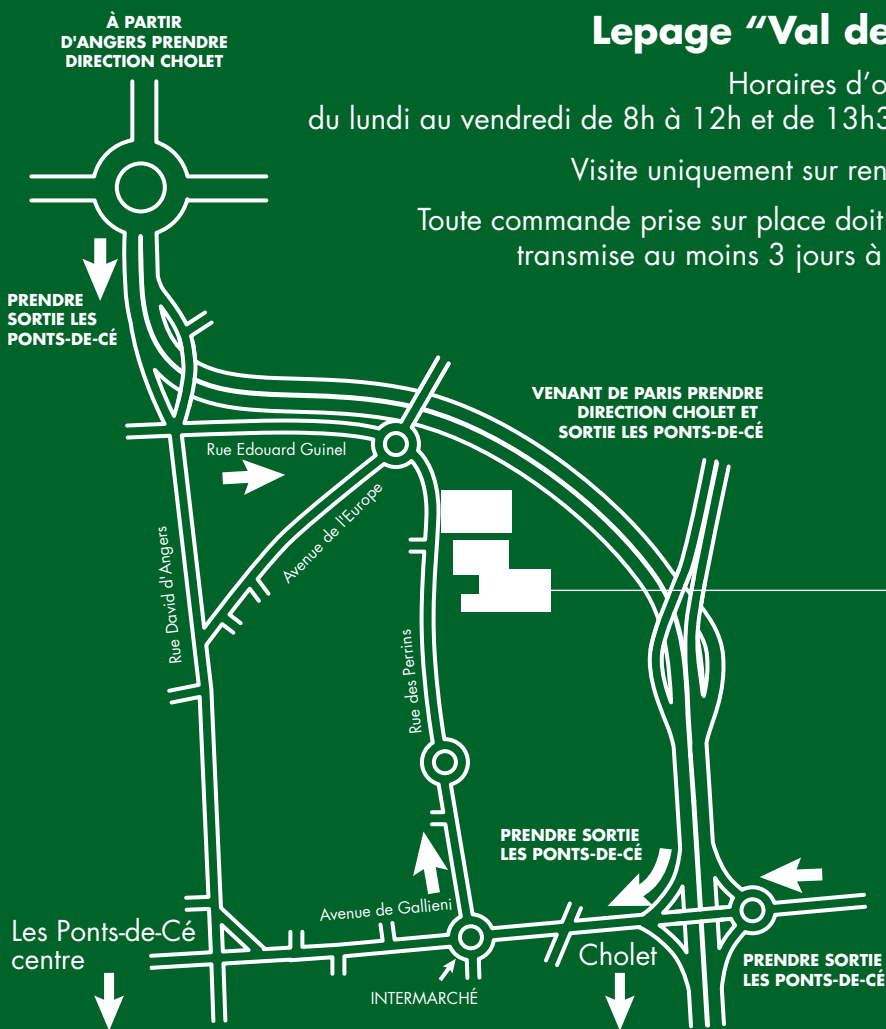 À PARTIR
D'ANGERS PRENDRE
DIRECTION CHOLET
Lepage “Val de
Horaires d’o
du lundi au vendredi de 8h à 12h et de 13h3
Visite uniquement sur ren
Toute commande prise sur place doit
transmise au moins 3 jours à
PRENDRE
SORTIE LES
PONTS-DE-CÉ
VENANT DE PARIS PRENDRE
DIRECTION CHOLET ET
SORTIE LES PONTS-DE-CÉ
Rue Edouard Guinel
Avenue de l'Europe
Rue David d'Angers
Rue des Perrins
PRENDRE SORTIE
LES PONTS-DE-CÉ
Avenue de Gallieni
Les Ponts-de-Cé
centre
Cholet
PRENDRE SORTIE
LES PONTS-DE-CÉ
INTERMARCHÉ